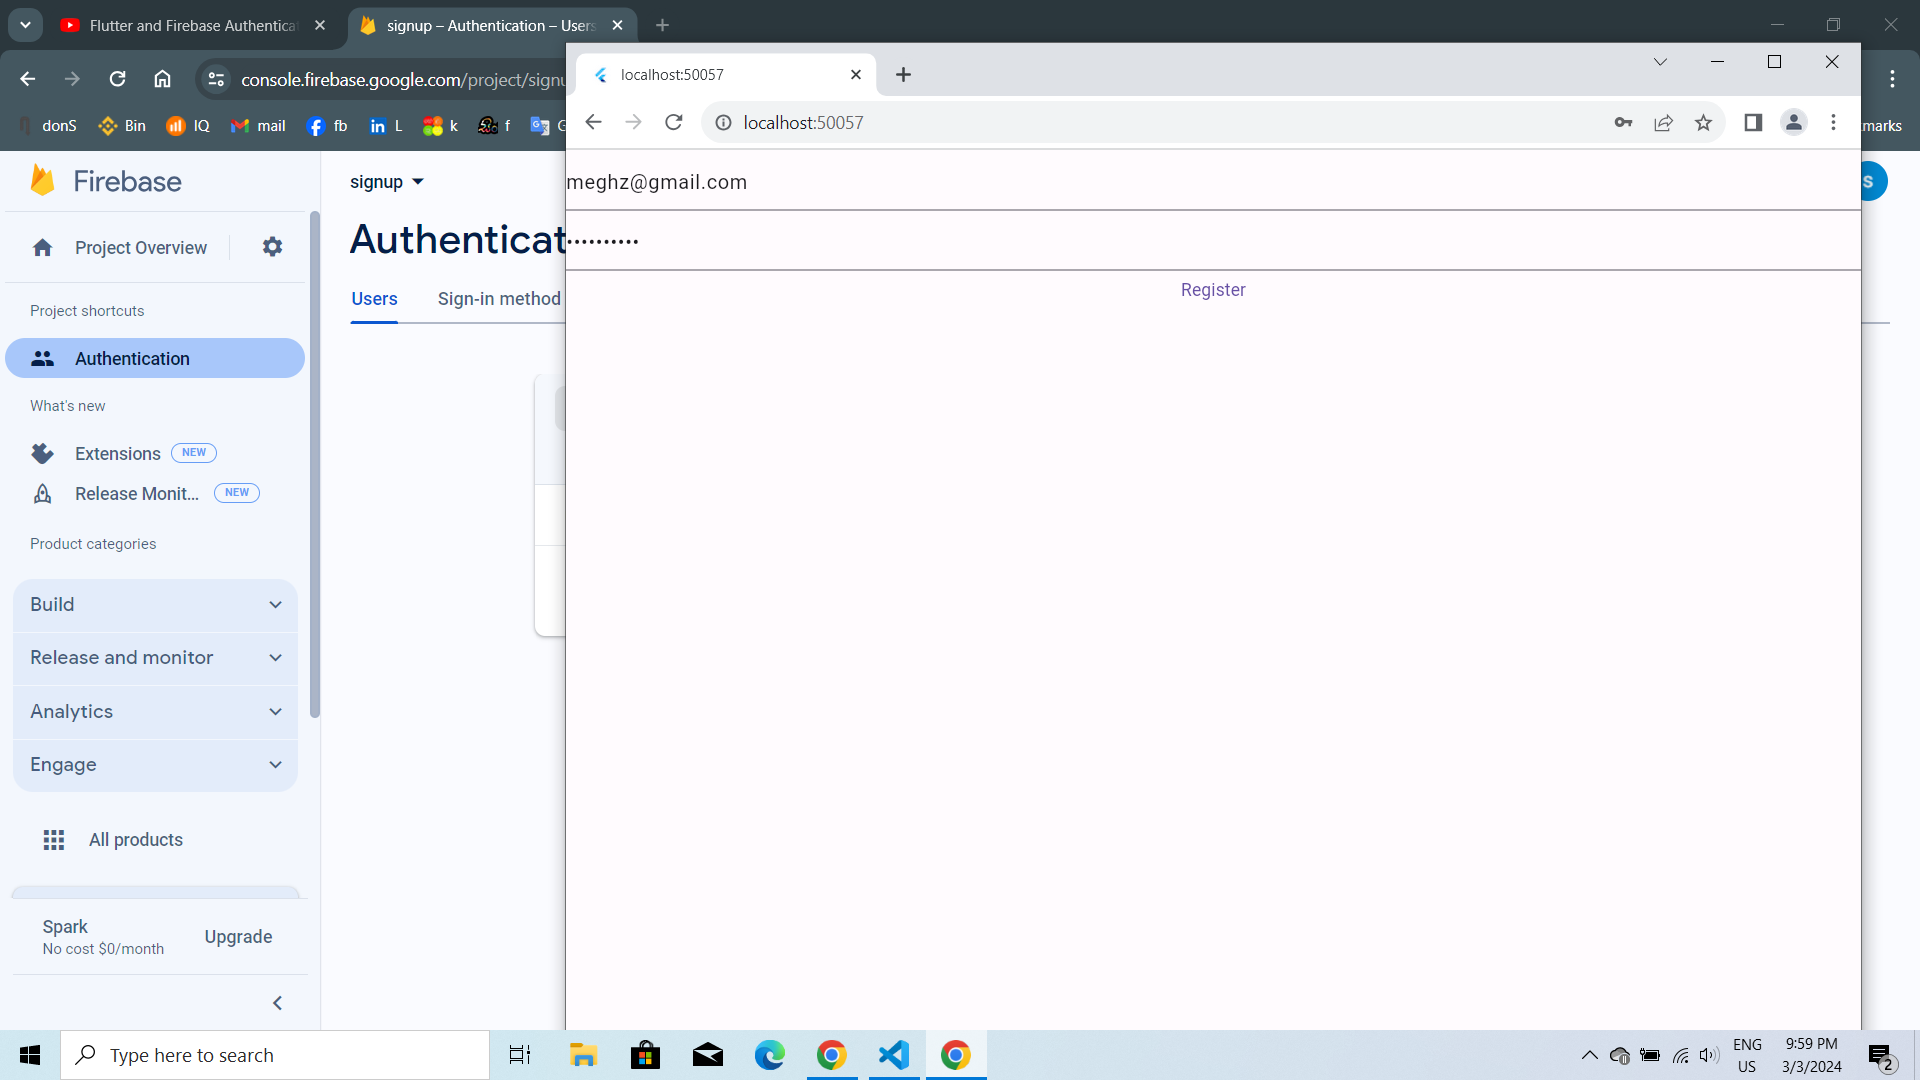 Flutter and Firebase Authentica
signup – Authentication – Users
console.firebase.google.com/project/signu
donS
Bin
IQ
mail
fb
L
k
f
G
marks
localhost:50057
localhost:50057
Firebase
Project Overview
Project shortcuts
Authentication
What's new
Extensions NEW
Release Monit... NEW
Product categories
Build
Release and monitor
Analytics
Engage
All products
Spark
No cost $0/month
Upgrade
signup
Authenticat
Users
Sign-in method
S
meghz@gmail.com
••••••••••
Register
Type here to search
ENG
US
9:59 PM
3/3/2024
2